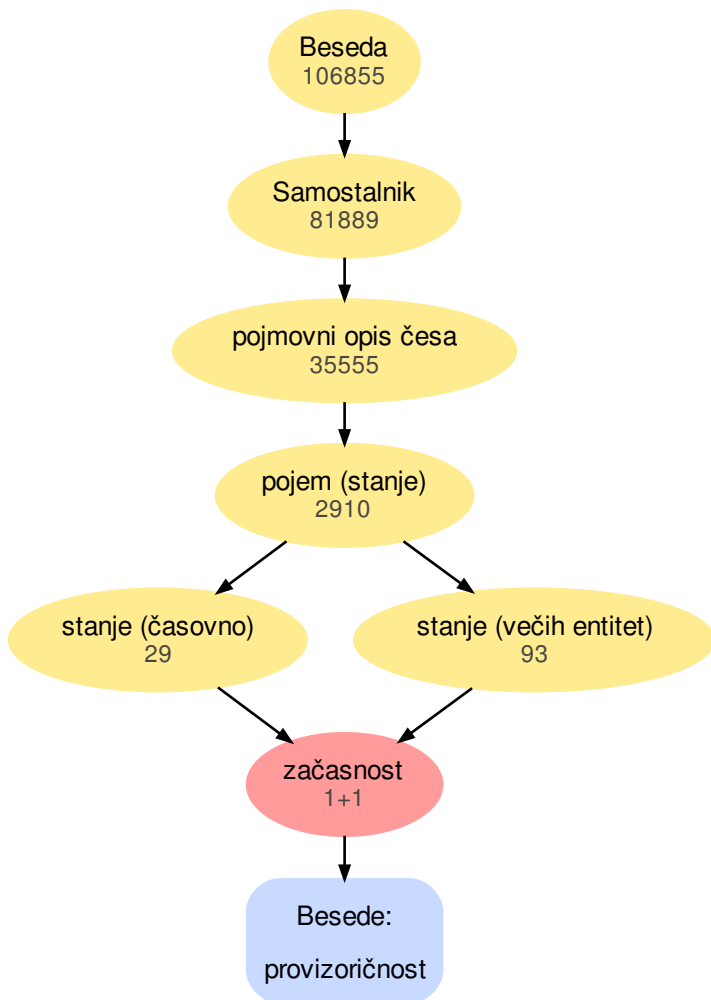 Beseda
106855
Samostalnik
81889
pojmovni opis česa
35555
pojem (stanje)
2910
stanje (časovno)
29
stanje (večih entitet)
93
začasnost
1+1
Besede:
provizoričnost